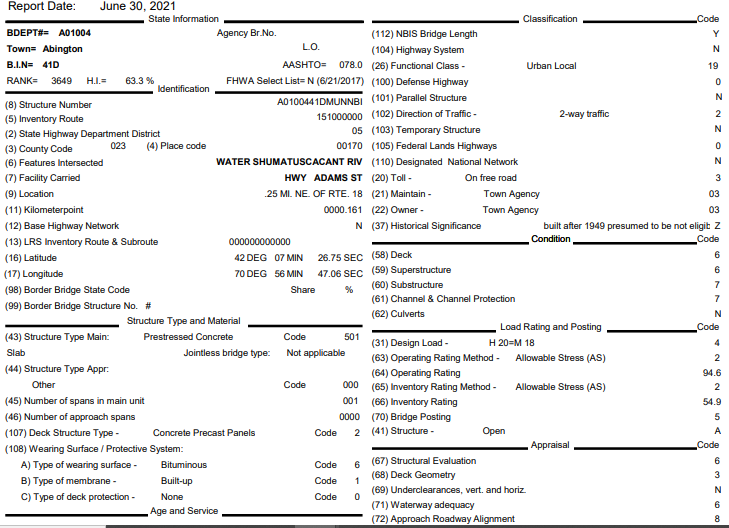 Report Date: June 30, 2021
State Information
BDEPT#= A01004 Agency Br.No.
Town= Abington L.O.
B.I.N= 41D AASHTO= 078.0
RANK= 3649 H.I.= 63.3 % FHWA Select List= N (6/21/2017)
Identification
(8) Structure Number A0100441DMUNNBI
(5) Inventory Route 151000000
(2) State Highway Department District 05
(3) County Code 023 (4) Place code 00170
(6) Features Intersected WATER SHUMATUSCACANT RIV
(7) Facility Carried HWY ADAMS ST
(9) Location .25 MI. NE. OF RTE. 18
(11) Kilometerpoint 0000.161
(12) Base Highway Network N
(13) LRS Inventory Route & Subroute 000000000000
(16) Latitude 42 DEG 07 MIN 26.75 SEC
(17) Longitude 70 DEG 56 MIN 47.06 SEC
(98) Border Bridge State Code Share %
(99) Border Bridge Structure No. #
Structure Type and Material
(43) Structure Type Main: Prestressed Concrete Code 501
Slab Jointless bridge type: Not applicable
(44) Structure Type Appr:
Other Code 000
(45) Number of spans in main unit 001
(46) Number of approach spans 0000
(107) Deck Structure Type - Concrete Precast Panels Code 2
(108) Wearing Surface / Protective System:
A) Type of wearing surface - Bituminous Code 6
B) Type of membrane - Built-up Code 1
C) Type of deck protection - None Code 0
Age and Service
Classification Code
(112) NBIS Bridge Length Y
(104) Highway System N
(26) Functional Class - Urban Local 19
(100) Defense Highway 0
(101) Parallel Structure N
(102) Direction of Traffic - 2-way traffic 2
(103) Temporary Structure N
(105) Federal Lands Highways 0
(110) Designated National Network N
(20) Toll - On free road 3
(21) Maintain - Town Agency 03
(22) Owner - Town Agency 03
(37) Historical Significance built after 1949 presumed to be not eligib Z
Condition Code
(58) Deck 6
(59) Superstructure 6
(60) Substructure 7
(61) Channel & Channel Protection 7
(62) Culverts N
Load Rating and Posting Code
(31) Design Load - H 20=M 18 4
(63) Operating Rating Method - Allowable Stress (AS) 2
(64) Operating Rating 94.6
(65) Inventory Rating Method - Allowable Stress (AS) 2
(66) Inventory Rating 54.9
(70) Bridge Posting 5
(41) Structure - Open A
Appraisal Code
(67) Structural Evaluation 6
(68) Deck Geometry 3
(69) Underclearances, vert. and horiz. N
(71) Waterway adequacy 6
(72) Approach Roadway Alignment 8